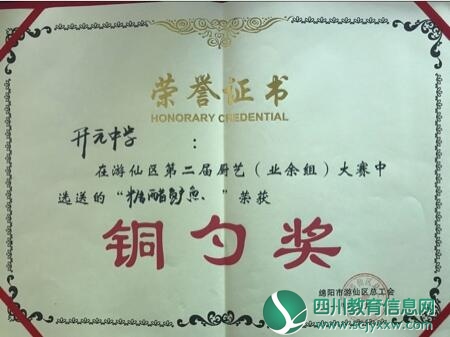 荣誉证书
HONORARY CREDENTIAL
开元中学:
在游仙区第二届厨艺(业余组)大赛中
选送的“糖醋鲈鱼”荣获
铜勺奖
绵阳市游仙区总工会
四川教育信息网
www.scjyxxw.com